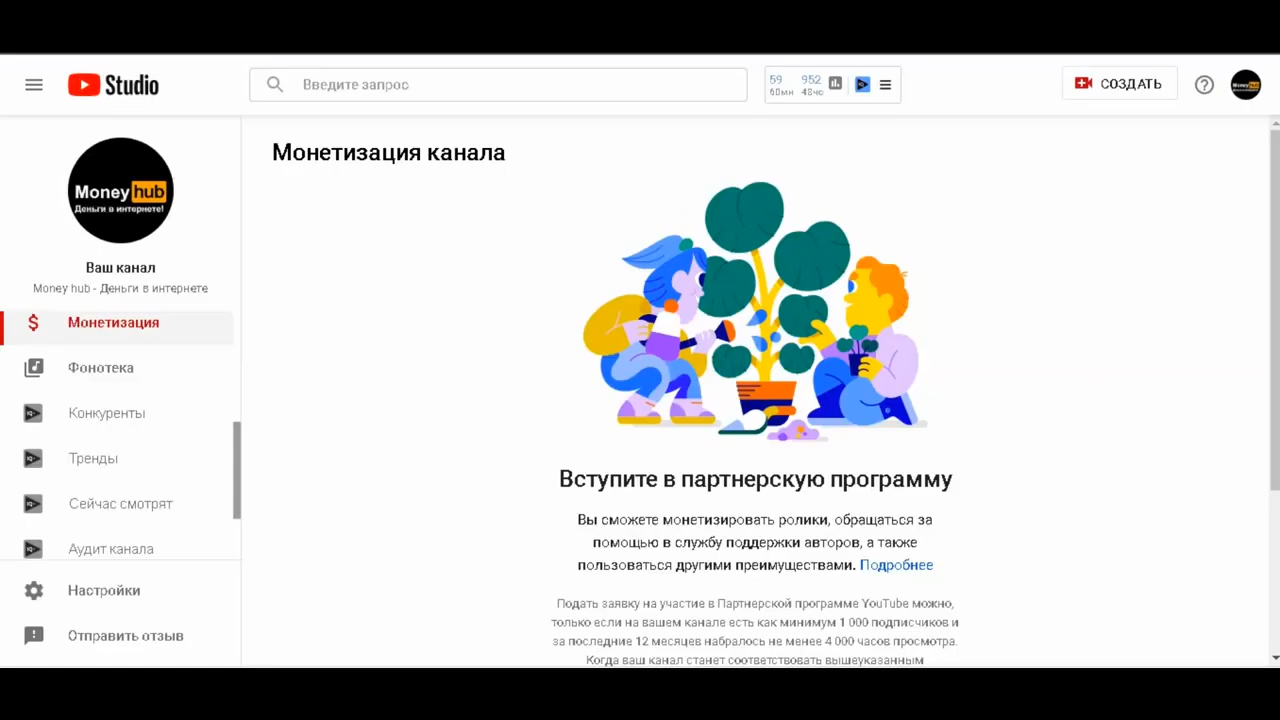 Studio
Введите запрос
59 952
60мн 48чс
СОЗДАТЬ
Money hub
Money hub
Деньги в интернете!
Ваш канал
Money hub - Деньги в интернете
Монетизация
Фонотека
Конкуренты
Тренды
Сейчас смотрят
Аудит канала
Настройки
Отправить отзыв
Монетизация канала
Вступите в партнерскую программу
Вы сможете монетизировать ролики, обращаться за
помощью в службу поддержки авторов, а также
пользоваться другими преимуществами. Подробнее
Подать заявку на участие в Партнерской программе YouTube можно,
только если на вашем канале есть как минимум 1 000 подписчиков и
за последние 12 месяцев набралось не менее 4 000 часов просмотра.
Когда ваш канал станет соответствовать вышеуказанным